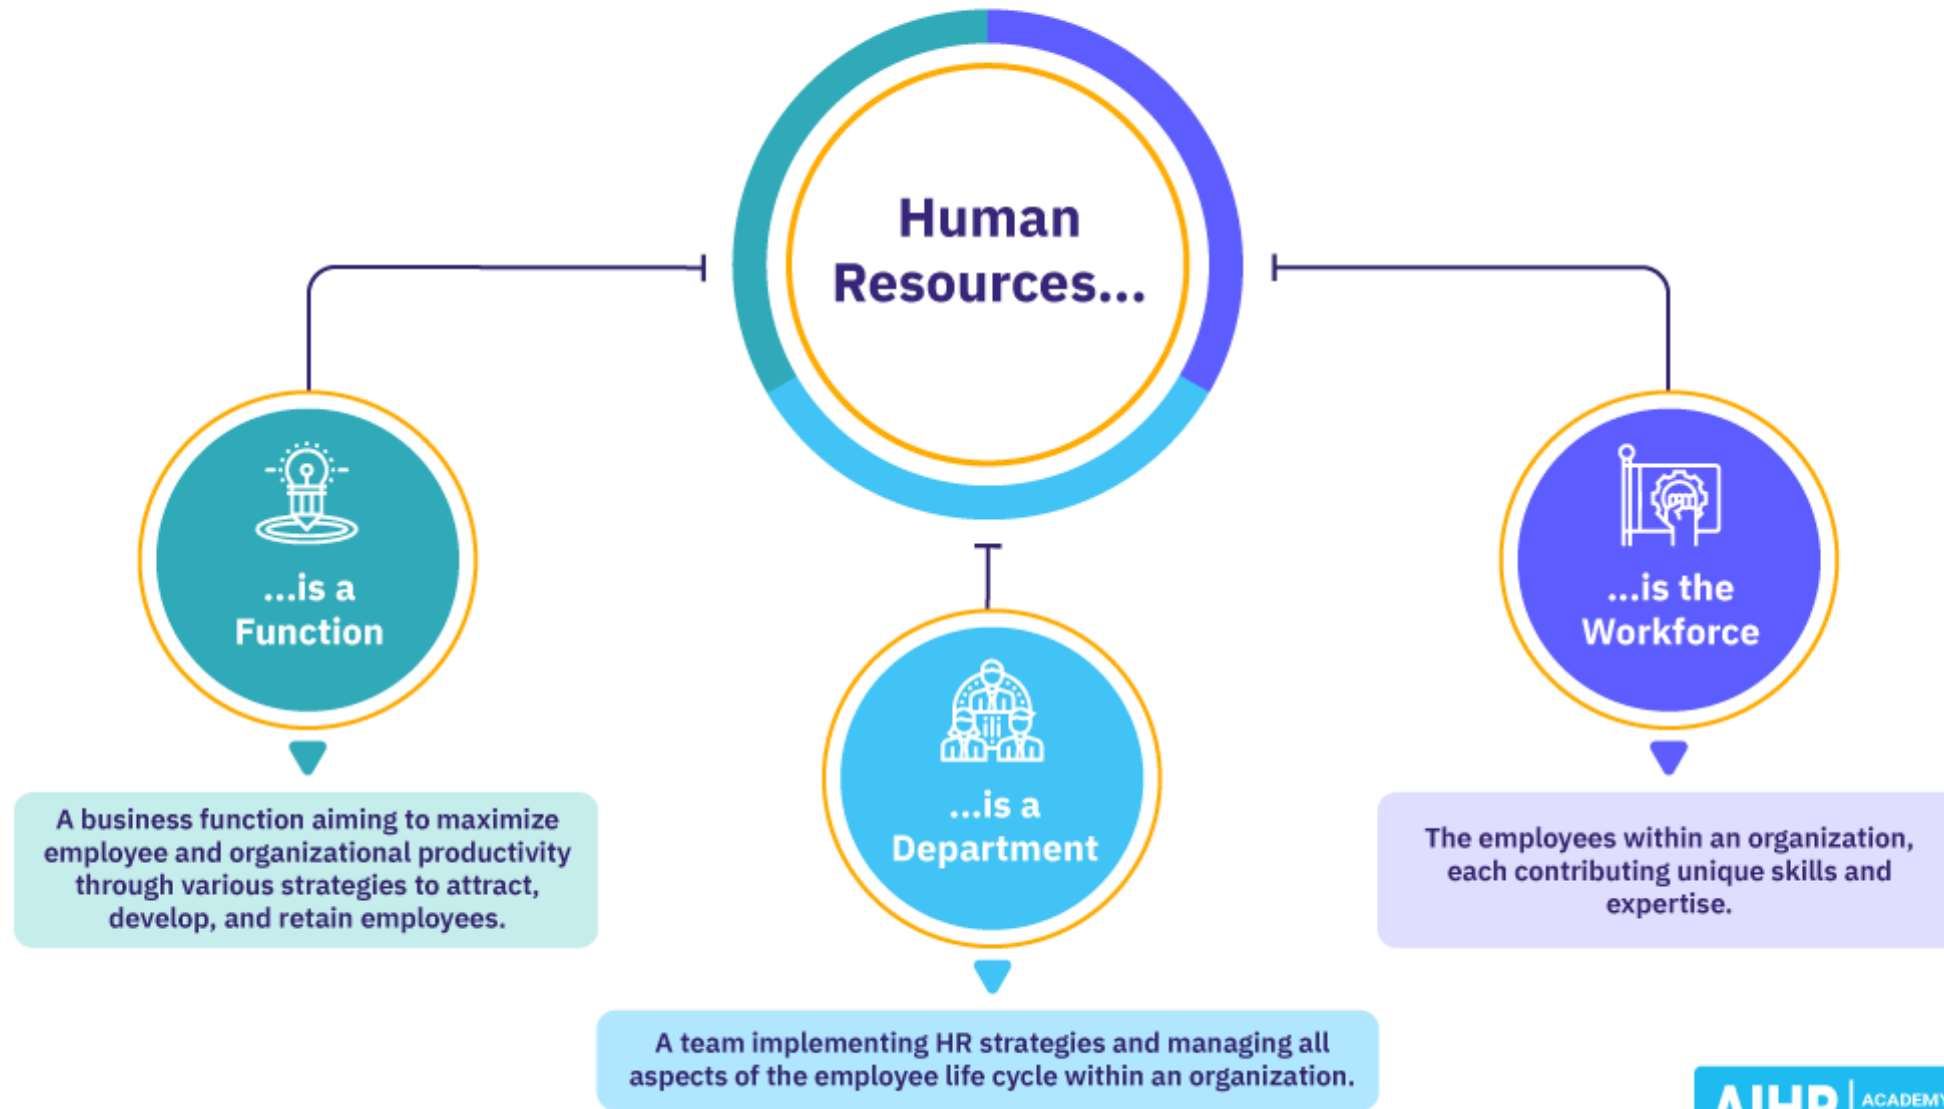 Human
Resources...
...is a
Function
A business function aiming to maximize
employee and organizational productivity
through various strategies to attract,
develop, and retain employees.
...is a
Department
A team implementing HR strategies and managing all
aspects of the employee life cycle within an organization.
...is the
Workforce
The employees within an organization,
each contributing unique skills and
expertise.
AIHR
ACADEMY